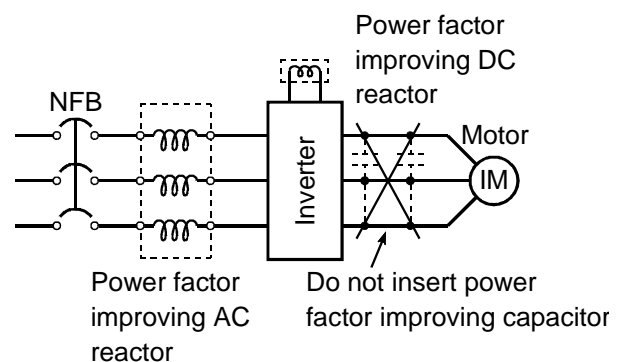 Power factor
improving DC
reactor
NFB
Motor
Inverter
IM
Power factor
improving AC
reactor
Do not insert power
factor improving capacitor